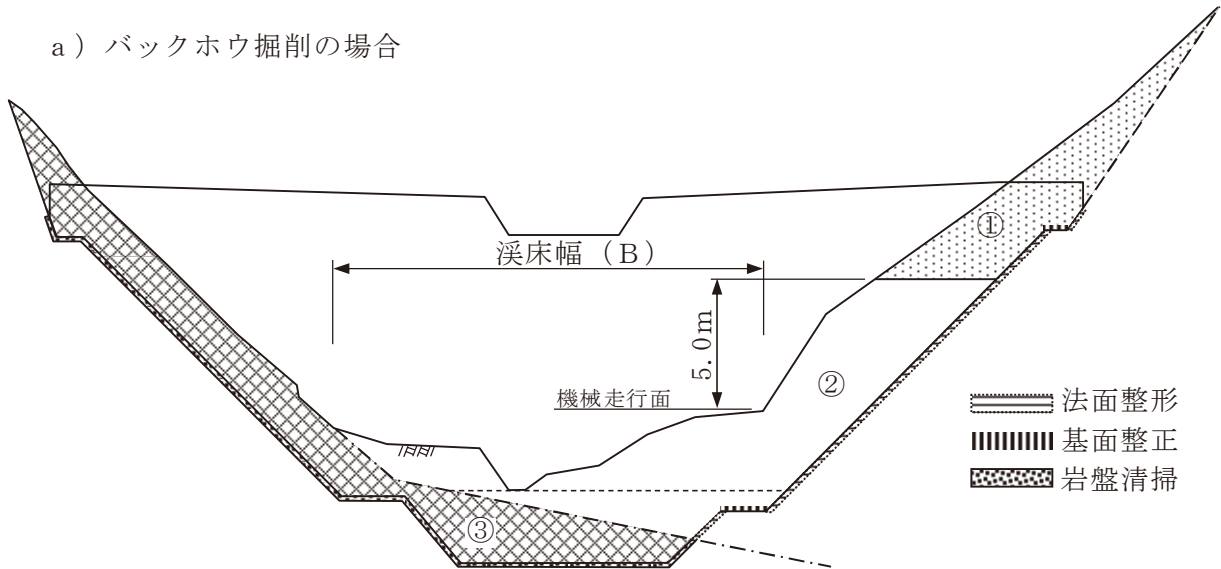 a）バックホウ掘削の場合
①
渓床幅（B）
5.0m
②
機械走行面
法面整形
基面整正
岩盤清掃
③